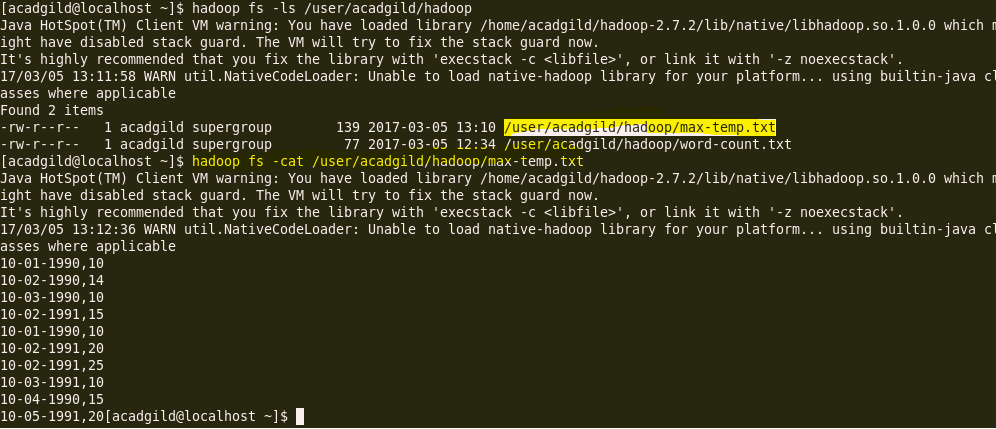 [acadgild@localhost ~]$ hadoop fs -ls /user/acadgild/hadoop
Java HotSpot(TM) Client VM warning: You have loaded library /home/acadgild/hadoop-2.7.2/lib/native/libhadoop.so.1.0.0 which m
ight have disabled stack guard. The VM will try to fix the stack guard now.
It's highly recommended that you fix the library with 'execstack -c <libfile>', or link it with '-z noexecstack'.
17/03/05 13:11:58 WARN util.NativeCodeLoader: Unable to load native-hadoop library for your platform... using builtin-java cl
asses where applicable
Found 2 items
-rw-r--r--   1 acadgild supergroup        139 2017-03-05 13:10 /user/acadgild/hadoop/max-temp.txt
-rw-r--r--   1 acadgild supergroup         77 2017-03-05 12:34 /user/acadgild/hadoop/word-count.txt
[acadgild@localhost ~]$ hadoop fs -cat /user/acadgild/hadoop/max-temp.txt
Java HotSpot(TM) Client VM warning: You have loaded library /home/acadgild/hadoop-2.7.2/lib/native/libhadoop.so.1.0.0 which m
ight have disabled stack guard. The VM will try to fix the stack guard now.
It's highly recommended that you fix the library with 'execstack -c <libfile>', or link it with '-z noexecstack'.
17/03/05 13:12:36 WARN util.NativeCodeLoader: Unable to load native-hadoop library for your platform... using builtin-java cl
asses where applicable
10-01-1990,10
10-02-1990,14
10-03-1990,10
10-02-1991,15
10-01-1990,10
10-02-1991,20
10-02-1991,25
10-03-1991,10
10-04-1990,15
10-05-1991,20[acadgild@localhost ~]$